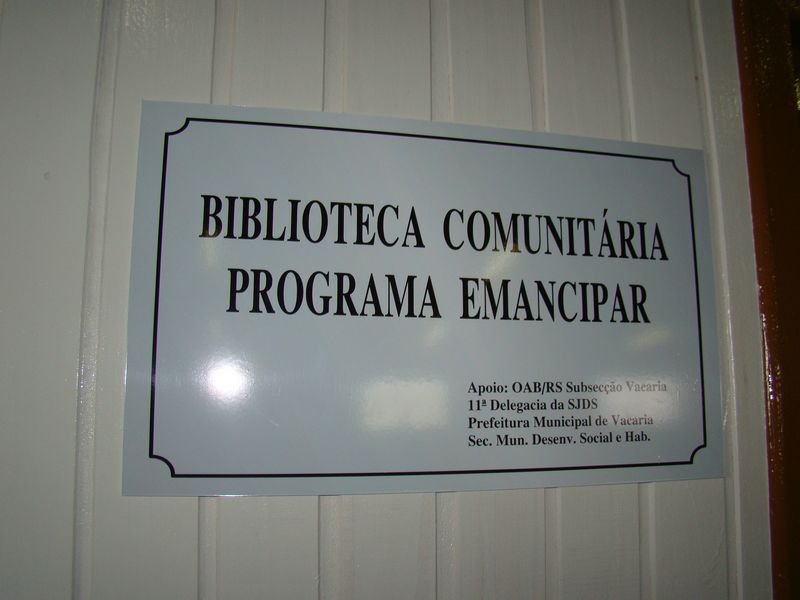 BIBLIOTECA COMUNITÁRIA
PROGRAMA EMANCIPAR
Apoio: OAB/RS Subsecção Vacaria
11ª Delegacia da SJDS
Prefeitura Municipal de Vacaria
Sec. Mun. Desenv. Social e Hab.